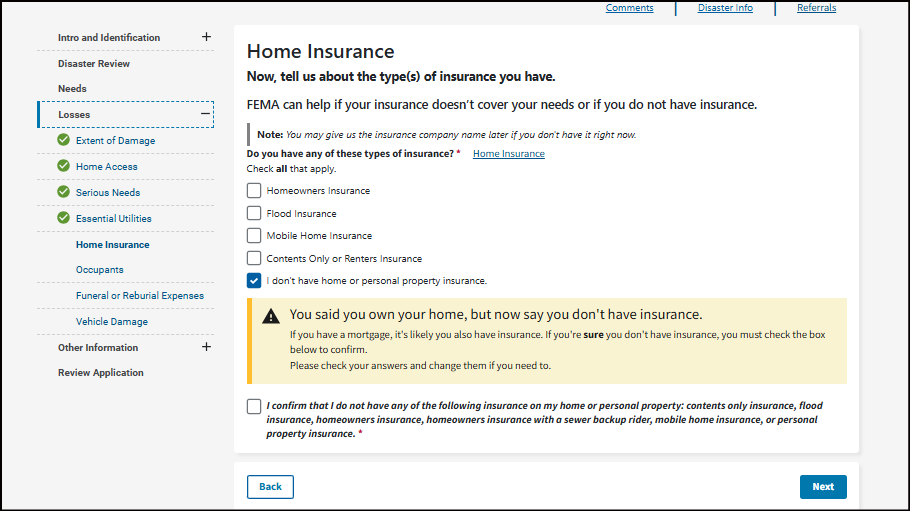 Comments | Disaster Info | Referrals
Intro and Identification +
Disaster Review
Needs
Losses −
Extent of Damage
Home Access
Serious Needs
Essential Utilities
Home Insurance
Occupants
Funeral or Reburial Expenses
Vehicle Damage
Other Information +
Review Application
Home Insurance
Now, tell us about the type(s) of insurance you have.
FEMA can help if your insurance doesn't cover your needs or if you do not have insurance.
Note: You may give us the insurance company name later if you don't have it right now.
Do you have any of these types of insurance? * Home Insurance
Check all that apply.
Homeowners Insurance
Flood Insurance
Mobile Home Insurance
Contents Only or Renters Insurance
I don't have home or personal property insurance.
You said you own your home, but now say you don't have insurance.
If you have a mortgage, it's likely you also have insurance. If you're sure you don't have insurance, you must check the box
below to confirm.
Please check your answers and change them if you need to.
I confirm that I do not have any of the following insurance on my home or personal property: contents only insurance, flood
insurance, homeowners insurance, homeowners insurance with a sewer backup rider, mobile home insurance, or personal
property insurance. *
Back
Next